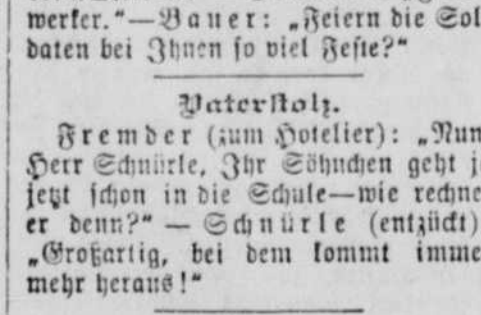 werker.“—Bauer: „Feiern die Sol
daten bei Ihnen so viel Feste?“
Vaterstolz.
Fremder (zum Hotelier): „Nun
Herr Schnürle, Ihr Söhnchen geht j
jetzt schon in die Schule—wie rechne
er denn?“ — Schnürle (entzückt)
„Großartig, bei dem kommt imme
mehr heraus!“